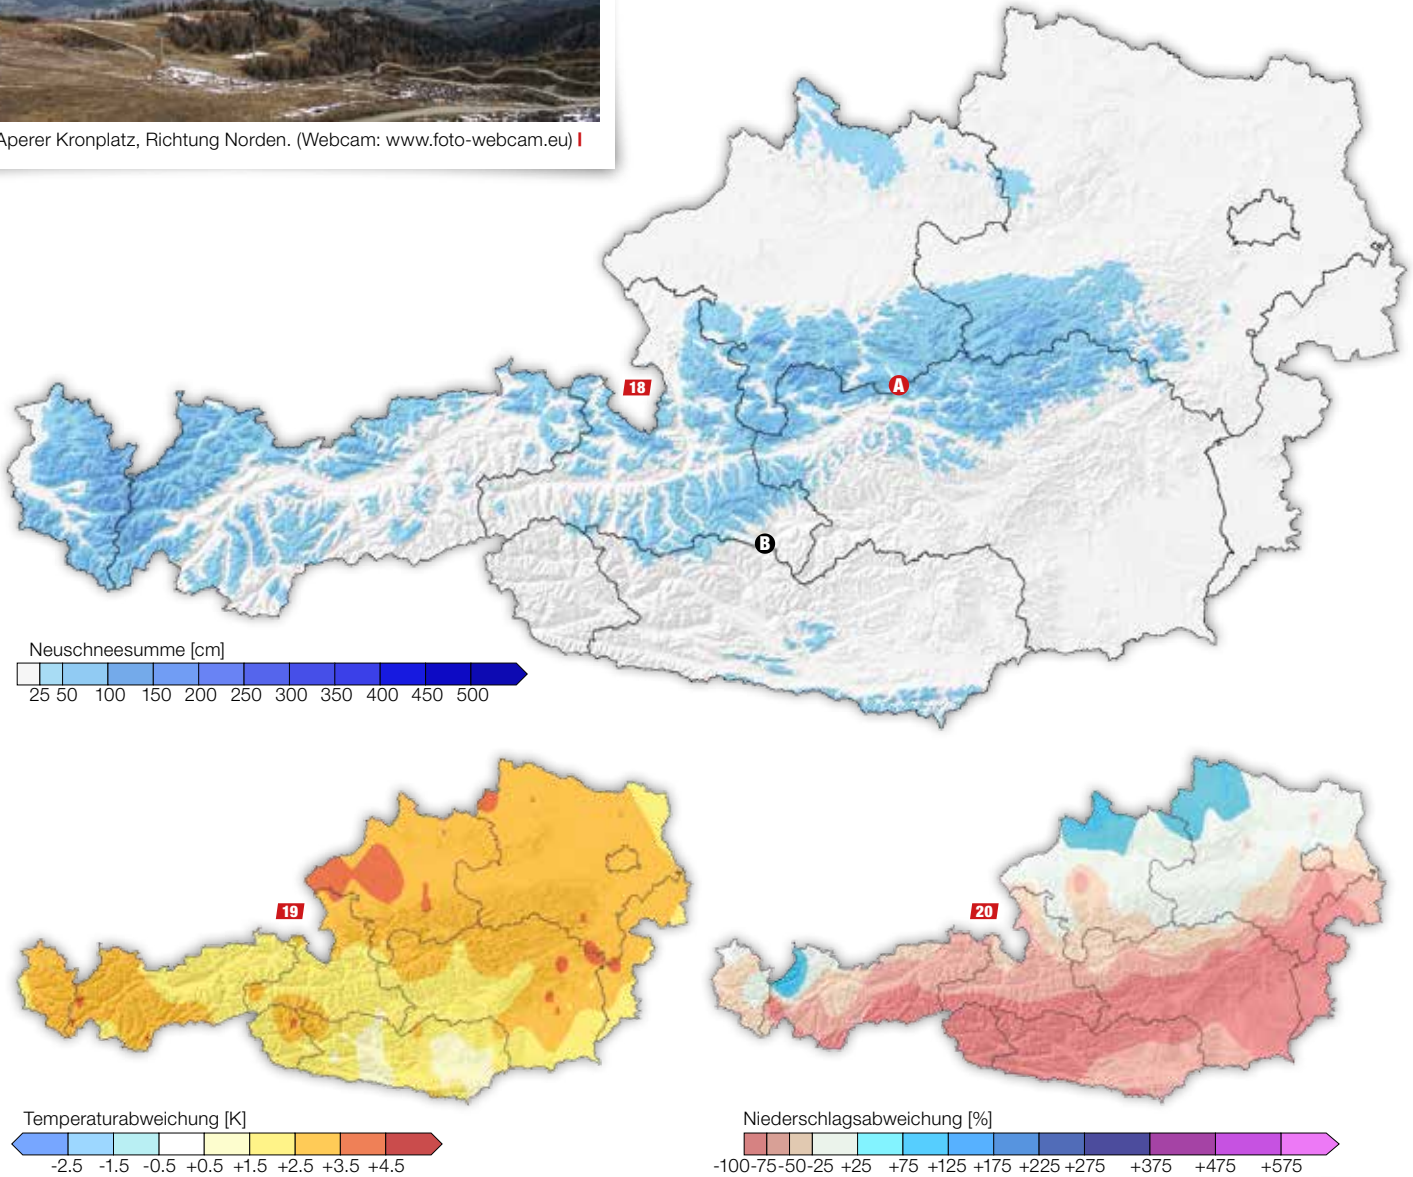 Aperer Kronplatz, Richtung Norden. (Webcam: www.foto-webcam.eu) I
18
A
B
Neuschneesumme [cm]
25 50 100 150 200 250 300 350 400 450 500
19
20
Temperaturabweichung [K]
-2.5 -1.5 -0.5 +0.5 +1.5 +2.5 +3.5 +4.5
Niederschlagsabweichung [%]
-100 -75 -50 -25 +25 +75 +125 +175 +225 +275 +375 +475 +575